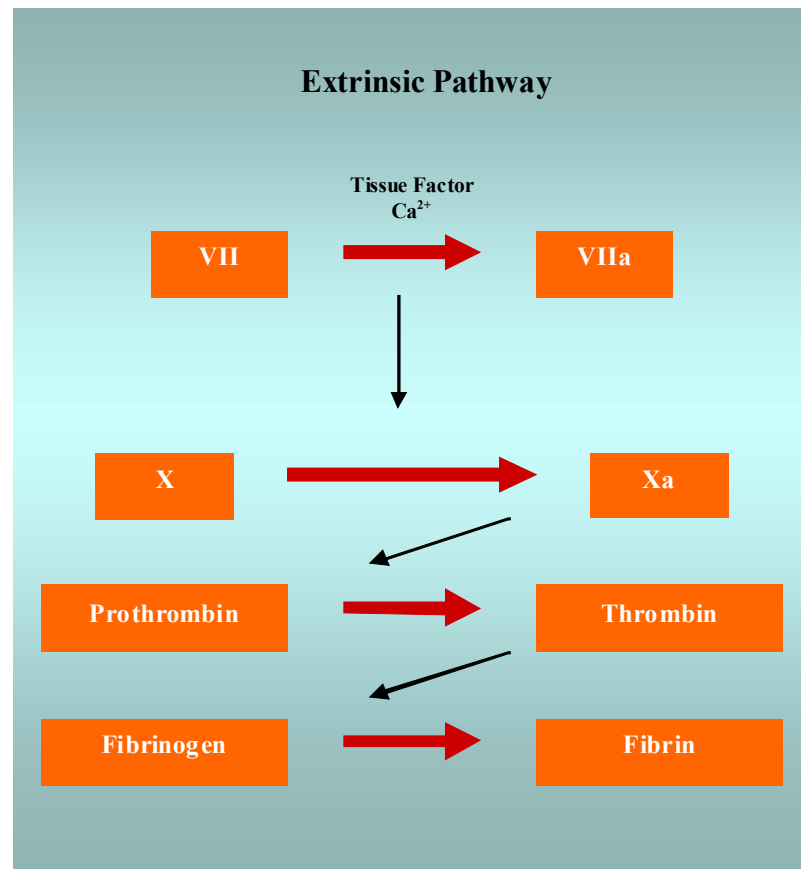 Extrinsic Pathway
Tissue Factor
Ca²⁺
VII
VIIa
X
Xa
Prothrombin
Thrombin
Fibrinogen
Fibrin